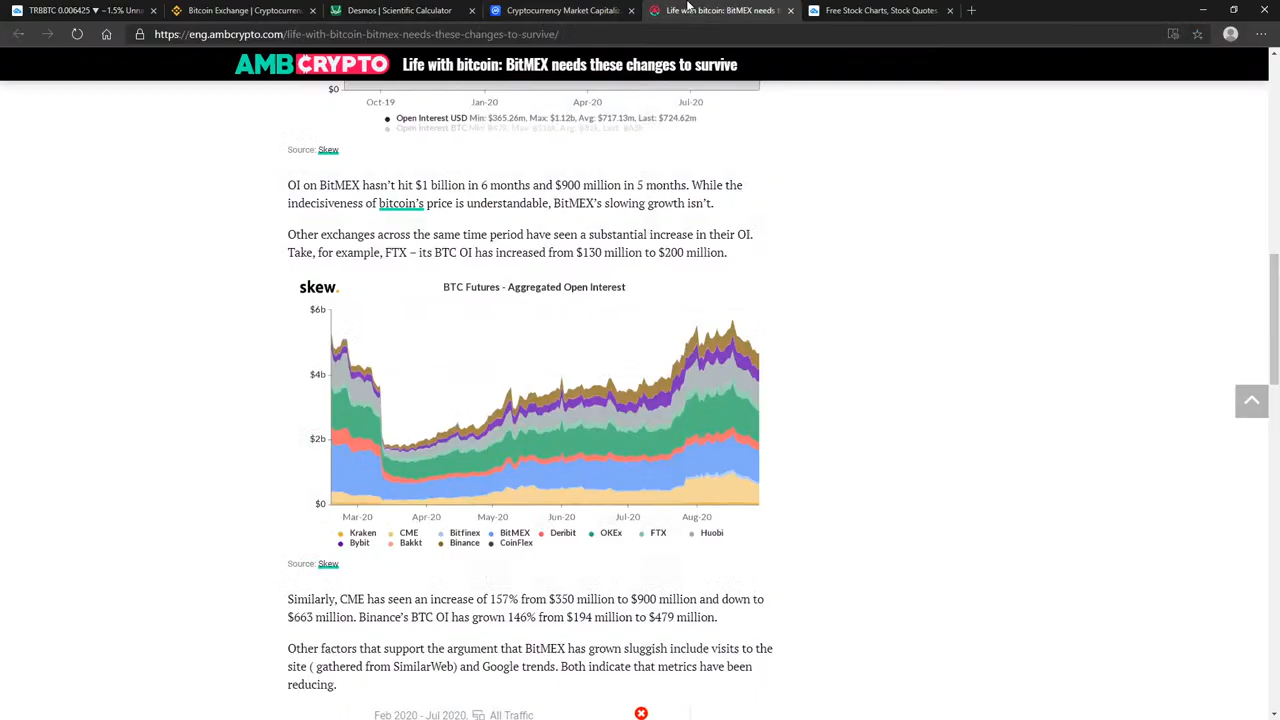 TRBBTC 0.006425 ▼ −1.5% Unna
Bitcoin Exchange | Cryptocurrenc
Desmos | Scientific Calculator
Cryptocurrency Market Capitaliz
Life with bitcoin: BitMEX needs t
Free Stock Charts, Stock Quotes
https://eng.ambcrypto.com/life-with-bitcoin-bitmex-needs-these-changes-to-survive/
AMB CRYPTO Life with bitcoin: BitMEX needs these changes to survive
$0
Oct-19 Jan-20 Apr-20 Jul-20
Open Interest USD Min: $365.26m, Max: $1.12b, Avg: $717.13m, Last: $724.62m
Open Interest BTC
Source: Skew
OI on BitMEX hasn’t hit $1 billion in 6 months and $900 million in 5 months. While the
indecisiveness of bitcoin’s price is understandable, BitMEX’s slowing growth isn’t.
Other exchanges across the same time period have seen a substantial increase in their OI.
Take, for example, FTX – its BTC OI has increased from $130 million to $200 million.
skew.
BTC Futures - Aggregated Open Interest
$6b
$4b
$2b
$0
Mar-20 Apr-20 May-20 Jun-20 Jul-20 Aug-20
Kraken CME Bitfinex BitMEX Deribit OKEx FTX Huobi
Bybit Bakkt Binance CoinFlex
Source: Skew
Similarly, CME has seen an increase of 157% from $350 million to $900 million and down to
$663 million. Binance’s BTC OI has grown 146% from $194 million to $479 million.
Other factors that support the argument that BitMEX has grown sluggish include visits to the
site ( gathered from SimilarWeb) and Google trends. Both indicate that metrics have been
reducing.
Feb 2020 - Jul 2020, All Traffic